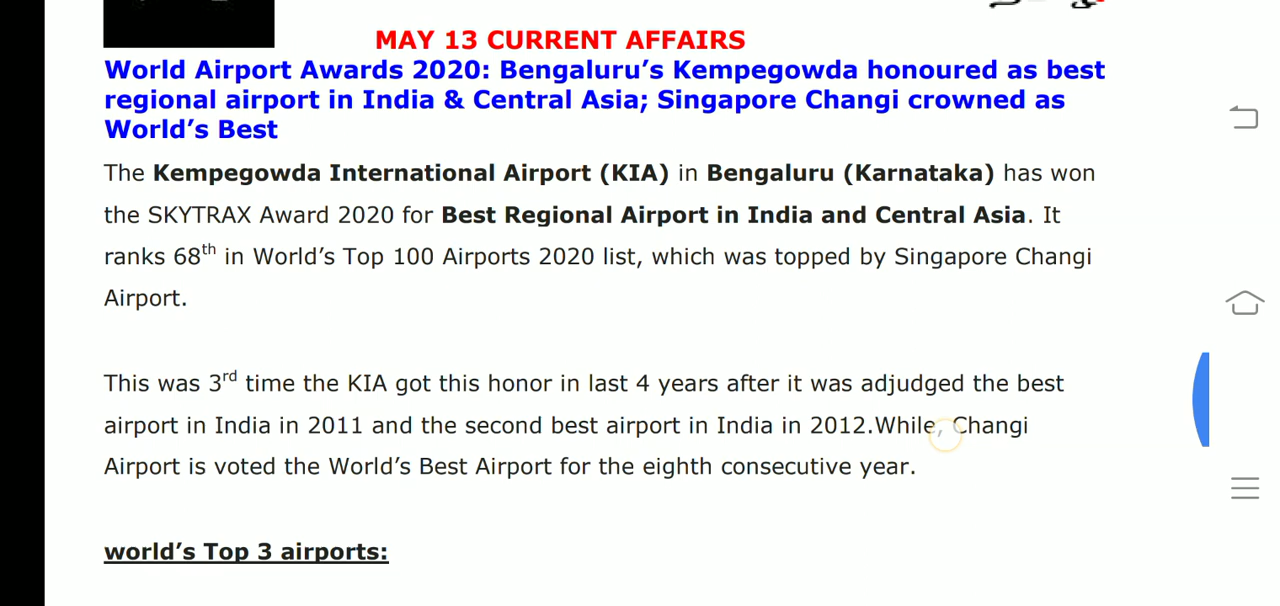 MAY 13 CURRENT AFFAIRS
World Airport Awards 2020: Bengaluru’s Kempegowda honoured as best
regional airport in India & Central Asia; Singapore Changi crowned as
World’s Best
The Kempegowda International Airport (KIA) in Bengaluru (Karnataka) has won
the SKYTRAX Award 2020 for Best Regional Airport in India and Central Asia. It
ranks 68th in World’s Top 100 Airports 2020 list, which was topped by Singapore Changi
Airport.
This was 3rd time the KIA got this honor in last 4 years after it was adjudged the best
airport in India in 2011 and the second best airport in India in 2012.While, Changi
Airport is voted the World’s Best Airport for the eighth consecutive year.
world’s Top 3 airports: